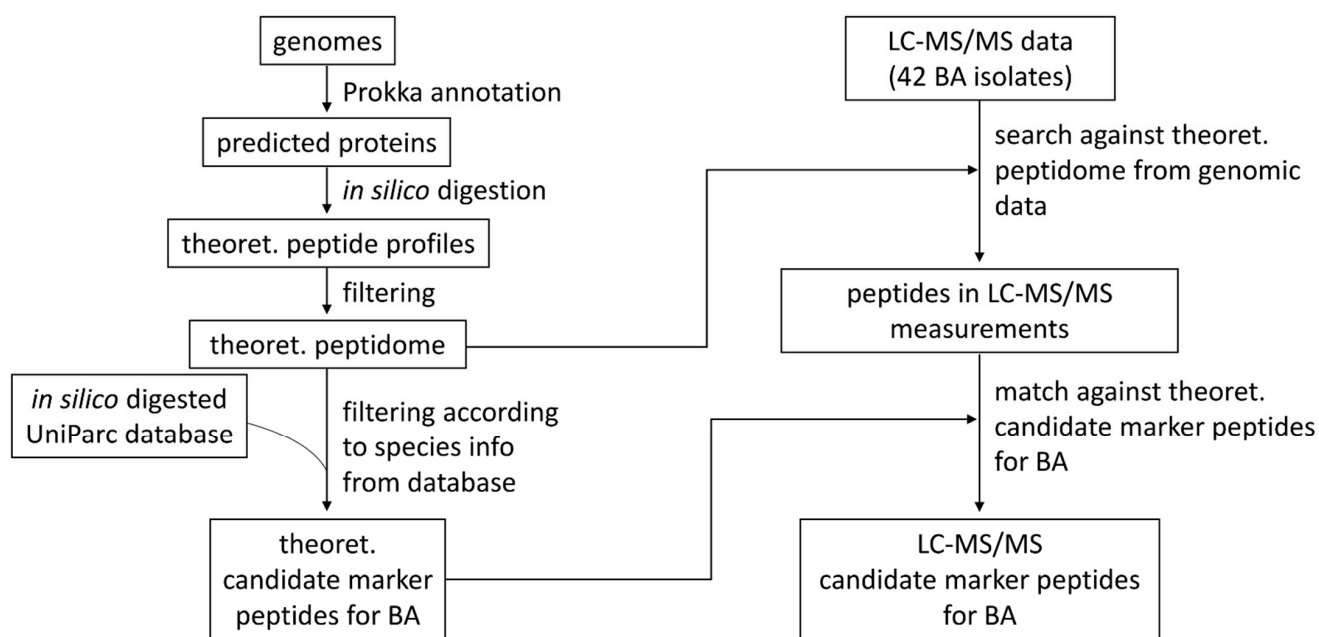 genomes
Prokka annotation
predicted proteins
in silico digestion
theoret. peptide profiles
filtering
theoret. peptidome
in silico digested
UniParc database
filtering according
to species info
from database
theoret.
candidate marker
peptides for BA
LC-MS/MS data
(42 BA isolates)
search against theoret.
peptidome from genomic
data
peptides in LC-MS/MS
measurements
match against theoret.
candidate marker peptides
for BA
LC-MS/MS
candidate marker peptides
for BA